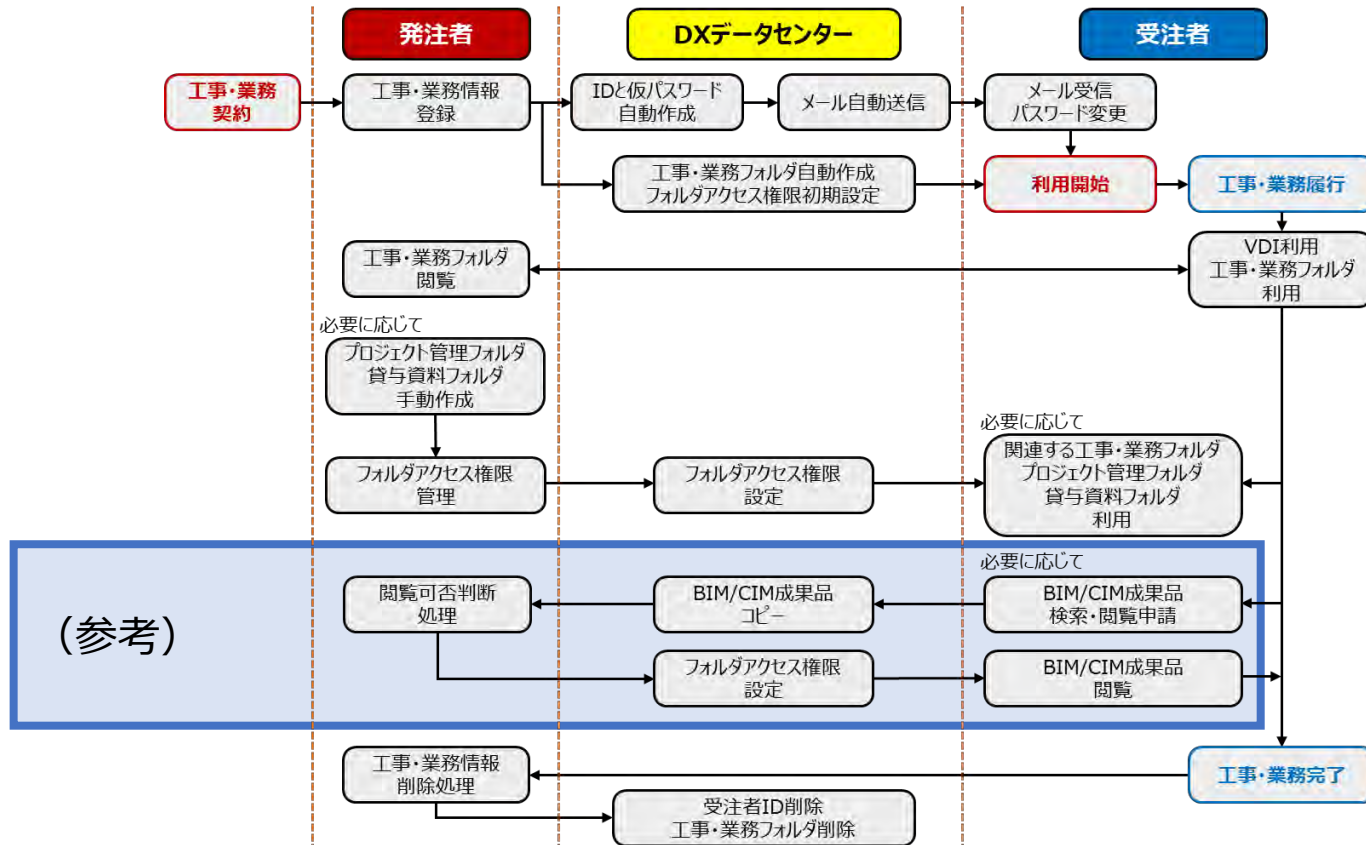 発注者
DXデータセンター
受注者
工事・業務
契約
工事・業務情報
登録
IDと仮パスワード
自動作成
メール自動送信
メール受信
パスワード変更
工事・業務フォルダ自動作成
フォルダアクセス権限初期設定
利用開始
工事・業務履行
工事・業務フォルダ
閲覧
VDI利用
工事・業務フォルダ
利用
必要に応じて
プロジェクト管理フォルダ
貸与資料フォルダ
手動作成
必要に応じて
フォルダアクセス権限
管理
フォルダアクセス権限
設定
関連する工事・業務フォルダ
プロジェクト管理フォルダ
貸与資料フォルダ
利用
(参考)
必要に応じて
閲覧可否判断
処理
BIM/CIM成果品
コピー
BIM/CIM成果品
検索・閲覧申請
フォルダアクセス権限
設定
BIM/CIM成果品
閲覧
工事・業務情報
削除処理
工事・業務完了
受注者ID削除
工事・業務フォルダ削除